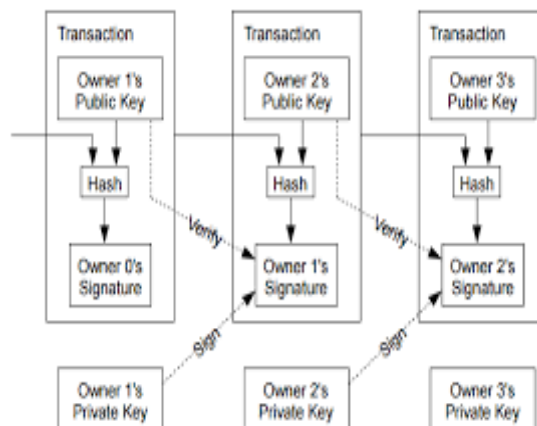 Transaction
Owner 1's
Public Key
Hash
Owner 0's
Signature
Transaction
Owner 2's
Public Key
Hash
Verify
Owner 1's
Signature
Transaction
Owner 3's
Public Key
Hash
Verify
Owner 2's
Signature
Sign
Sign
Owner 1's
Private Key
Owner 2's
Private Key
Owner 3's
Private Key